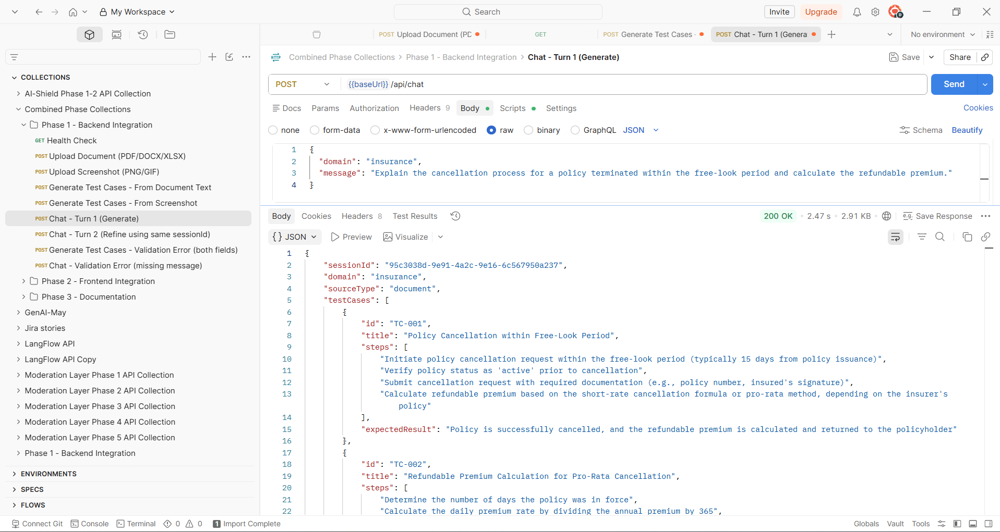 My Workspace
Search
Invite
Upgrade
POST Upload Document (PD
GET
POST Generate Test Cases ·
POST Chat - Turn 1 (Genera
No environment
Combined Phase Collections > Phase 1 - Backend Integration > Chat - Turn 1 (Generate)
Save
Share
POST
{{baseUrl}} /api/chat
Send
Docs
Params
Authorization
Headers 9
Body
Scripts
Settings
Cookies
none
form-data
x-www-form-urlencoded
raw
binary
GraphQL
JSON
Schema
Beautify
1 {
2 "domain": "insurance",
3 "message": "Explain the cancellation process for a policy terminated within the free-look period and calculate the refundable premium."
4 }
COLLECTIONS
AI-Shield Phase 1-2 API Collection
Combined Phase Collections
Phase 1 - Backend Integration
GET Health Check
POST Upload Document (PDF/DOCX/XLSX)
POST Upload Screenshot (PNG/GIF)
POST Generate Test Cases - From Document Text
POST Generate Test Cases - From Screenshot
POST Chat - Turn 1 (Generate)
POST Chat - Turn 2 (Refine using same sessionId)
POST Generate Test Cases - Validation Error (both fields)
POST Chat - Validation Error (missing message)
Phase 2 - Frontend Integration
Phase 3 - Documentation
GenAI-May
Jira stories
LangFlow API
LangFlow API Copy
Moderation Layer Phase 1 API Collection
Moderation Layer Phase 2 API Collection
Moderation Layer Phase 3 API Collection
Moderation Layer Phase 4 API Collection
Moderation Layer Phase 5 API Collection
Phase 1 - Backend Integration
ENVIRONMENTS
SPECS
FLOWS
Body
Cookies
Headers 8
Test Results
200 OK • 2.47 s • 2.91 KB
e.g. Save Response
{} JSON
Preview
Visualize
1 {
2 "sessionId": "95c3038d-9e91-4a2c-9e16-6c567950a237",
3 "domain": "insurance",
4 "sourceType": "document",
5 "testCases": [
6 {
7 "id": "TC-001",
8 "title": "Policy Cancellation within Free-Look Period",
9 "steps": [
10 "Initiate policy cancellation request within the free-look period (typically 15 days from policy issuance)",
11 "Verify policy status as 'active' prior to cancellation",
12 "Submit cancellation request with required documentation (e.g., policy number, insured's signature)",
13 "Calculate refundable premium based on the short-rate cancellation formula or pro-rata method, depending on the insurer's
policy"
14 ],
15 "expectedResult": "Policy is successfully cancelled, and the refundable premium is calculated and returned to the policyholder"
16 },
17 {
18 "id": "TC-002",
19 "title": "Refundable Premium Calculation for Pro-Rata Cancellation",
20 "steps": [
21 "Determine the number of days the policy was in force",
22 "Calculate the daily premium rate by dividing the annual premium by 365",
Connect Git
Console
Terminal
0
0
1 Import Complete
Globals
Vault
Tools